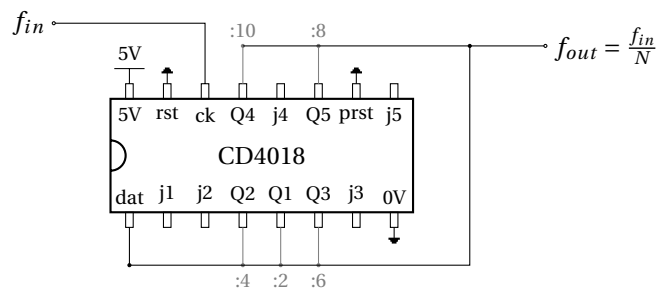 f_in :10 :8 f_out = f_in/N
5V
5V rst ck Q4 j4 Q5 prst j5
CD4018
dat j1 j2 Q2 Q1 Q3 j3 0V
:4 :2 :6